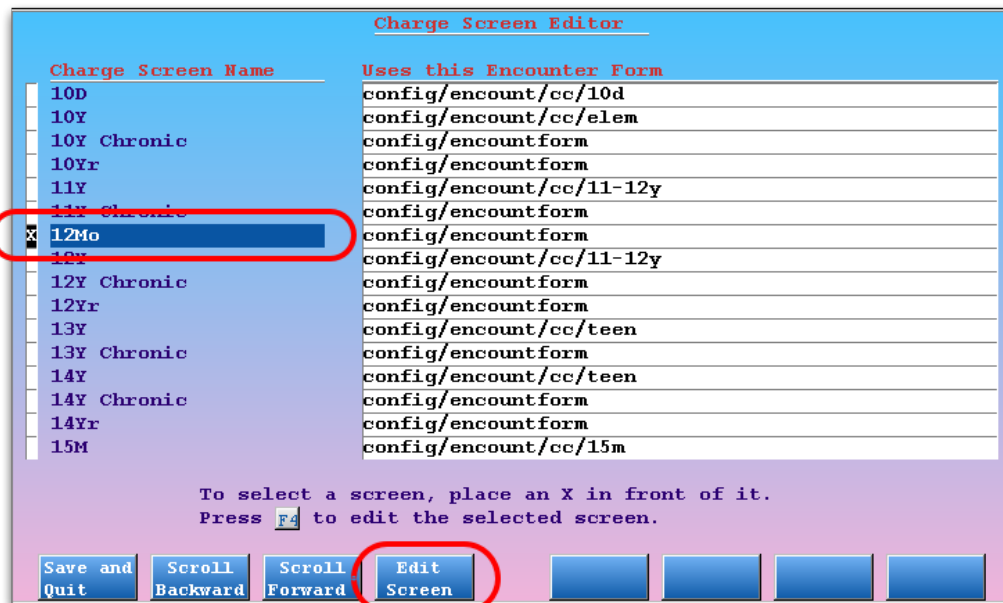 Charge Screen Editor
Charge Screen Name Uses this Encounter Form
10D config/encount/cc/10d
10Y config/encount/cc/elem
10Y Chronic config/encountform
10Yr config/encountform
11Y config/encount/cc/11-12y
11Y Chronic config/encountform
X 12Mo config/encountform
12Y config/encount/cc/11-12y
12Y Chronic config/encountform
12Yr config/encountform
13Y config/encount/cc/teen
13Y Chronic config/encountform
14Y config/encount/cc/teen
14Y Chronic config/encountform
14Yr config/encountform
15M config/encount/cc/15m
To select a screen, place an X in front of it.
Press F4 to edit the selected screen.
Save and Scroll Scroll Edit
Quit Backward Forward Screen